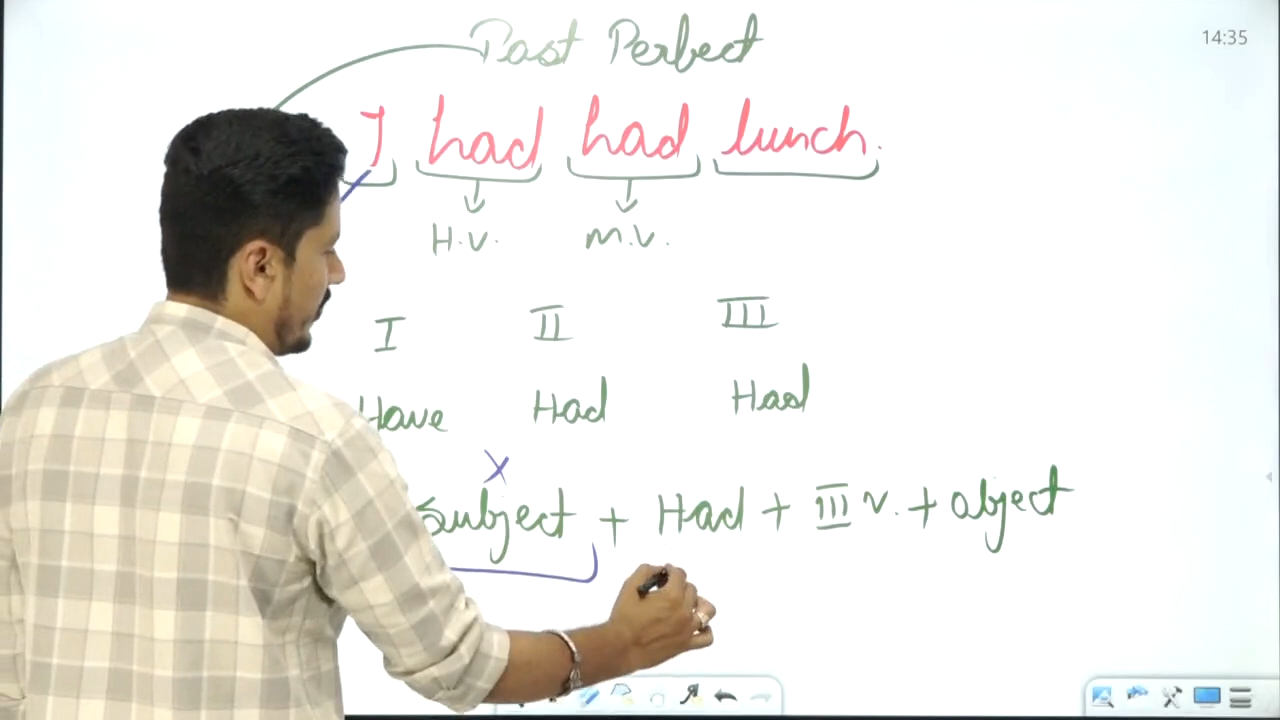 14:35
Past Perfect
I had had lunch.
H.V. M.V.
I II III
Have Had Had
Subject + Had + III V. + object